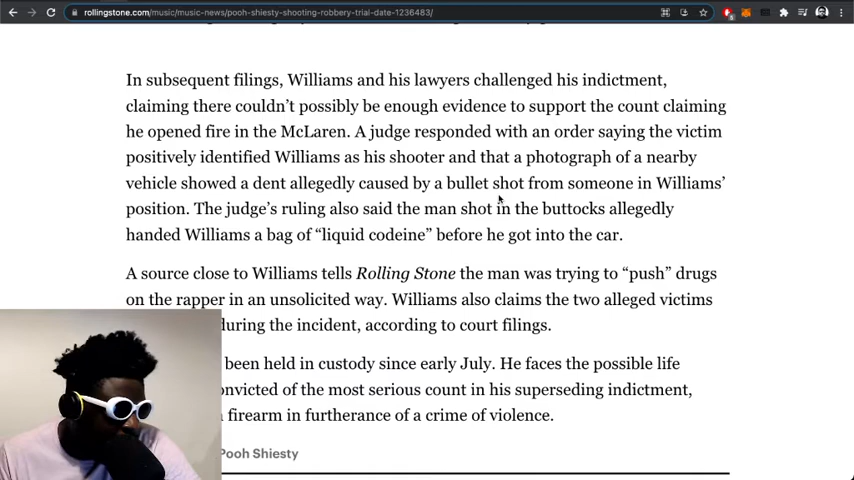 rollingstone.com/music/music-news/pooh-shiesty-shooting-robbery-trial-date-1236483/
In subsequent filings, Williams and his lawyers challenged his indictment,
claiming there couldn’t possibly be enough evidence to support the count claiming
he opened fire in the McLaren. A judge responded with an order saying the victim
positively identified Williams as his shooter and that a photograph of a nearby
vehicle showed a dent allegedly caused by a bullet shot from someone in Williams’
position. The judge’s ruling also said the man shot in the buttocks allegedly
handed Williams a bag of “liquid codeine” before he got into the car.
A source close to Williams tells Rolling Stone the man was trying to “push” drugs
on the rapper in an unsolicited way. Williams also claims the two alleged victims
during the incident, according to court filings.
been held in custody since early July. He faces the possible life
convicted of the most serious count in his superseding indictment,
firearm in furtherance of a crime of violence.
Pooh Shiesty